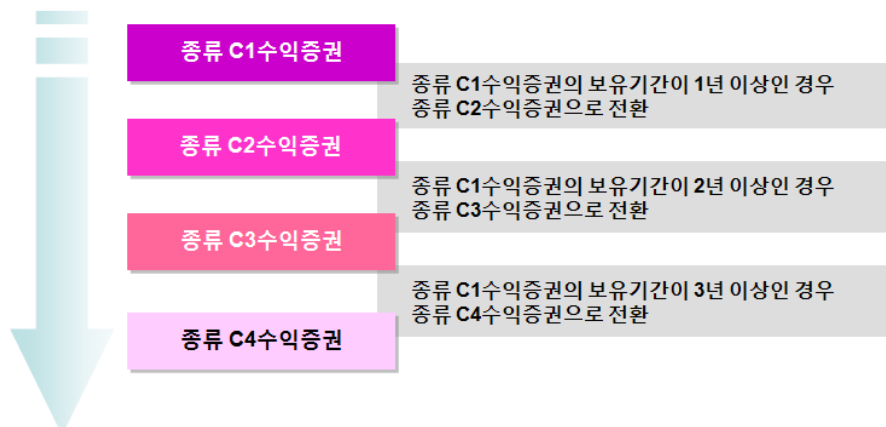 종류 C1수익증권
종류 C1수익증권의 보유기간이 1년 이상인 경우
종류 C2수익증권으로 전환
종류 C2수익증권
종류 C1수익증권의 보유기간이 2년 이상인 경우
종류 C3수익증권으로 전환
종류 C3수익증권
종류 C1수익증권의 보유기간이 3년 이상인 경우
종류 C4수익증권으로 전환
종류 C4수익증권